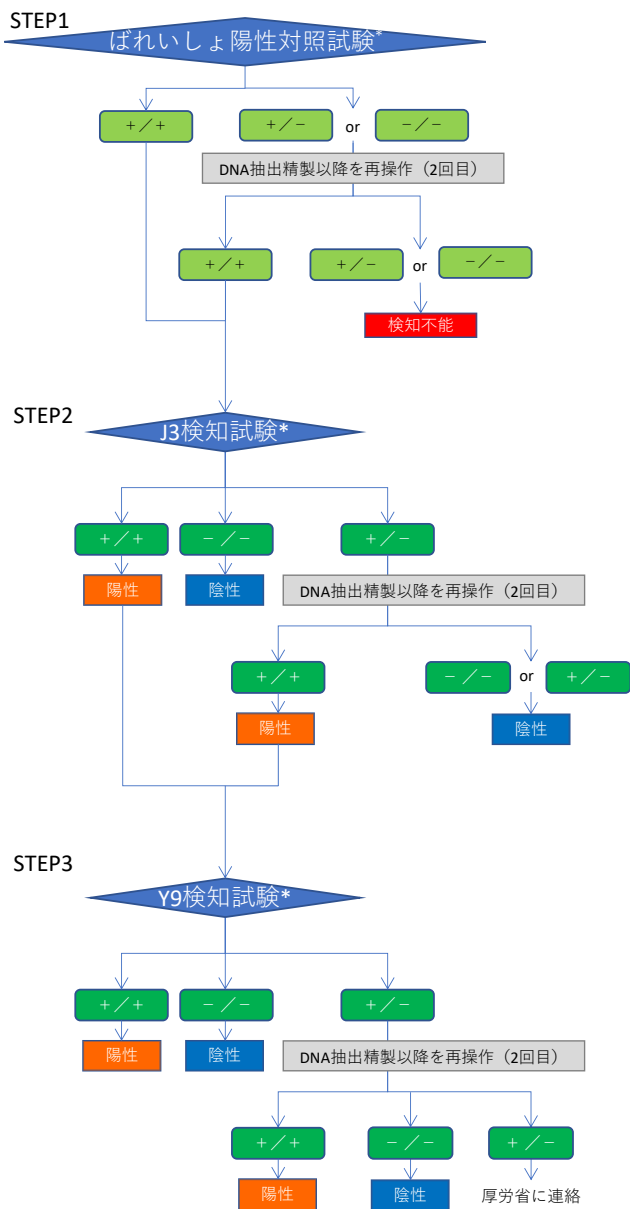 STEP1
ばれいしょ陽性対照試験*
+/+
+/-
or
-/-
DNA抽出精製以降を再操作（2回目）
+/+
+/-
or
-/-
検知不能
STEP2
J3検知試験*
+/+
-/-
+/-
陽性
陰性
DNA抽出精製以降を再操作（2回目）
+/+
-/-
or
+/-
陽性
陰性
STEP3
Y9検知試験*
+/+
-/-
+/-
陽性
陰性
DNA抽出精製以降を再操作（2回目）
+/+
-/-
+/-
陽性
陰性
厚労省に連絡